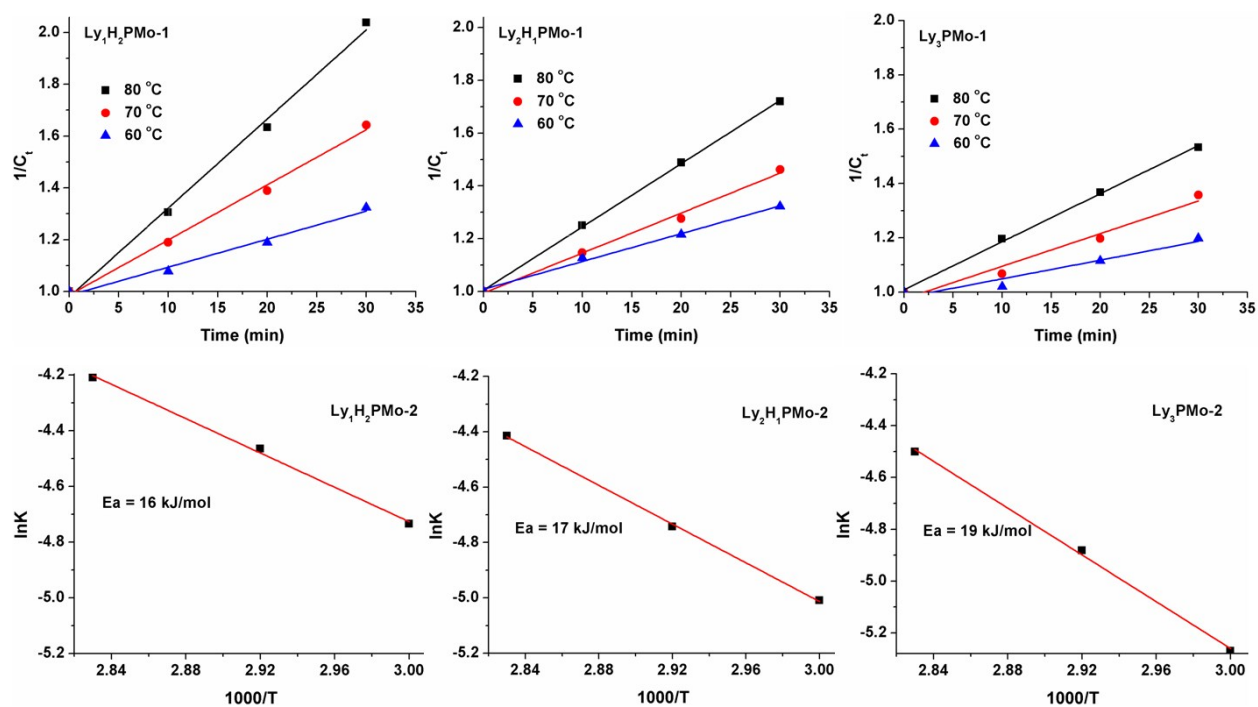 Ly₁H₂PMo-1
80 °C
70 °C
60 °C
1/Cₜ
2.0
1.8
1.6
1.4
1.2
1.0
0 5 10 15 20 25 30 35
Time (min)
Ly₂H₁PMo-1
80 °C
70 °C
60 °C
1/Cₜ
2.0
1.8
1.6
1.4
1.2
1.0
0 5 10 15 20 25 30 35
Time (min)
Ly₃PMo-1
80 °C
70 °C
60 °C
1/Cₜ
2.0
1.8
1.6
1.4
1.2
1.0
0 5 10 15 20 25 30 35
Time (min)
Ly₁H₂PMo-2
Ea = 16 kJ/mol
lnK
-4.2
-4.4
-4.6
-4.8
-5.0
-5.2
2.84 2.88 2.92 2.96 3.00
1000/T
Ly₂H₁PMo-2
Ea = 17 kJ/mol
lnK
-4.2
-4.4
-4.6
-4.8
-5.0
-5.2
2.84 2.88 2.92 2.96 3.00
1000/T
Ly₃PMo-2
Ea = 19 kJ/mol
lnK
-4.2
-4.4
-4.6
-4.8
-5.0
-5.2
2.84 2.88 2.92 2.96 3.00
1000/T